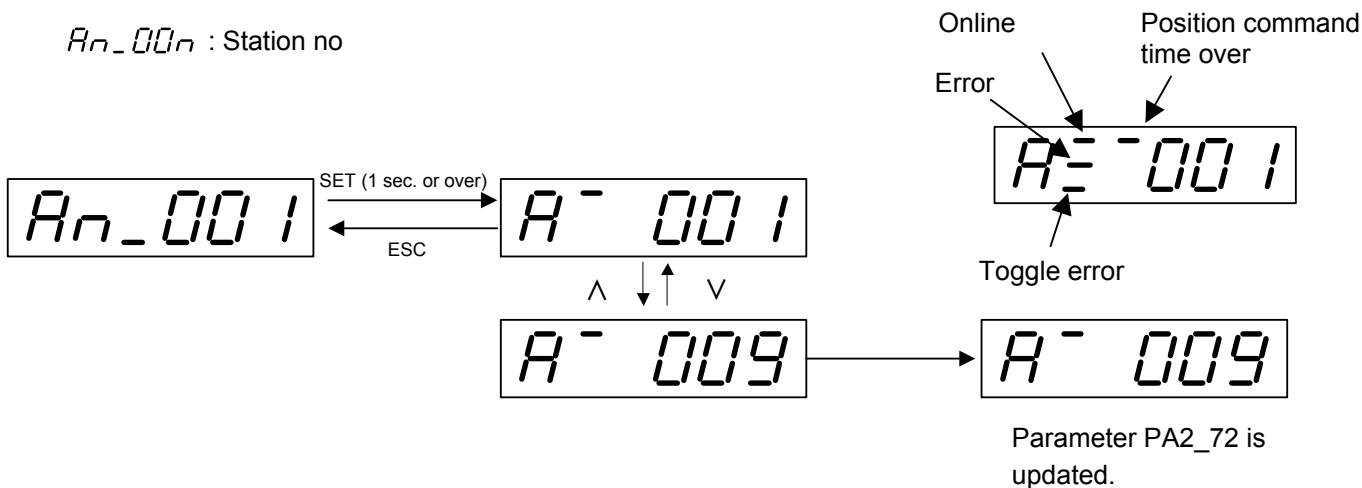 An_00n : Station no
Online
Position command
time over
Error
A 001
An_001
SET (1 sec. or over)
ESC
A¯ 001
Toggle error
∧ ∨
A¯ 009
A¯ 009
Parameter PA2_72 is
updated.